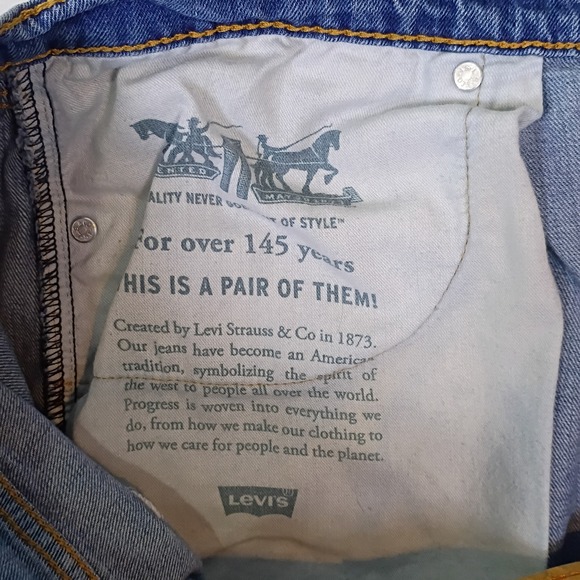 QUALITY NEVER OF STYLE™
For over 145 years
THIS IS A PAIR OF THEM!
Created by Levi Strauss & Co in 1873.
Our jeans have become an American
tradition, symbolizing the spirit of
the west to people all over the world.
Progress is woven into everything we
do, from how we make our clothing to
how we care for people and the planet.
LEVI'S